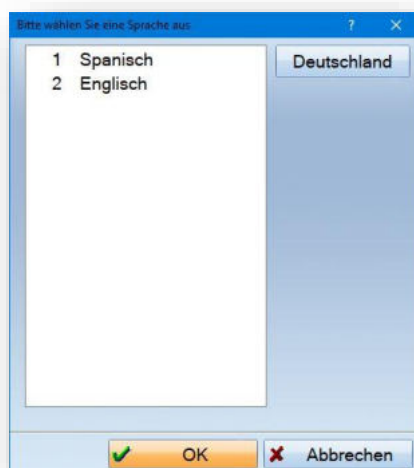 Bitte wählen Sie eine Sprache aus ? ×
1 Spanisch
2 Englisch
Deutschland
OK
Abbrechen